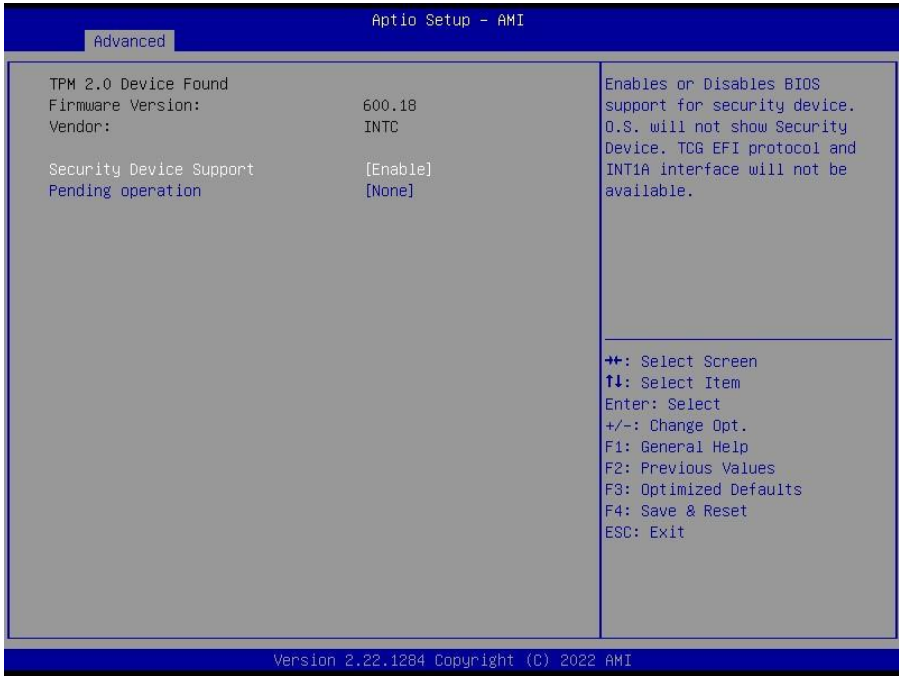 Aptio Setup – AMI
Advanced
TPM 2.0 Device Found
Firmware Version: 600.18
Vendor: INTC
Security Device Support [Enable]
Pending operation [None]
Enables or Disables BIOS
support for security device.
O.S. will not show Security
Device. TCG EFI protocol and
INT1A interface will not be
available.
→←: Select Screen
↑↓: Select Item
Enter: Select
+/-: Change Opt.
F1: General Help
F2: Previous Values
F3: Optimized Defaults
F4: Save & Reset
ESC: Exit
Version 2.22.1284 Copyright (C) 2022 AMI